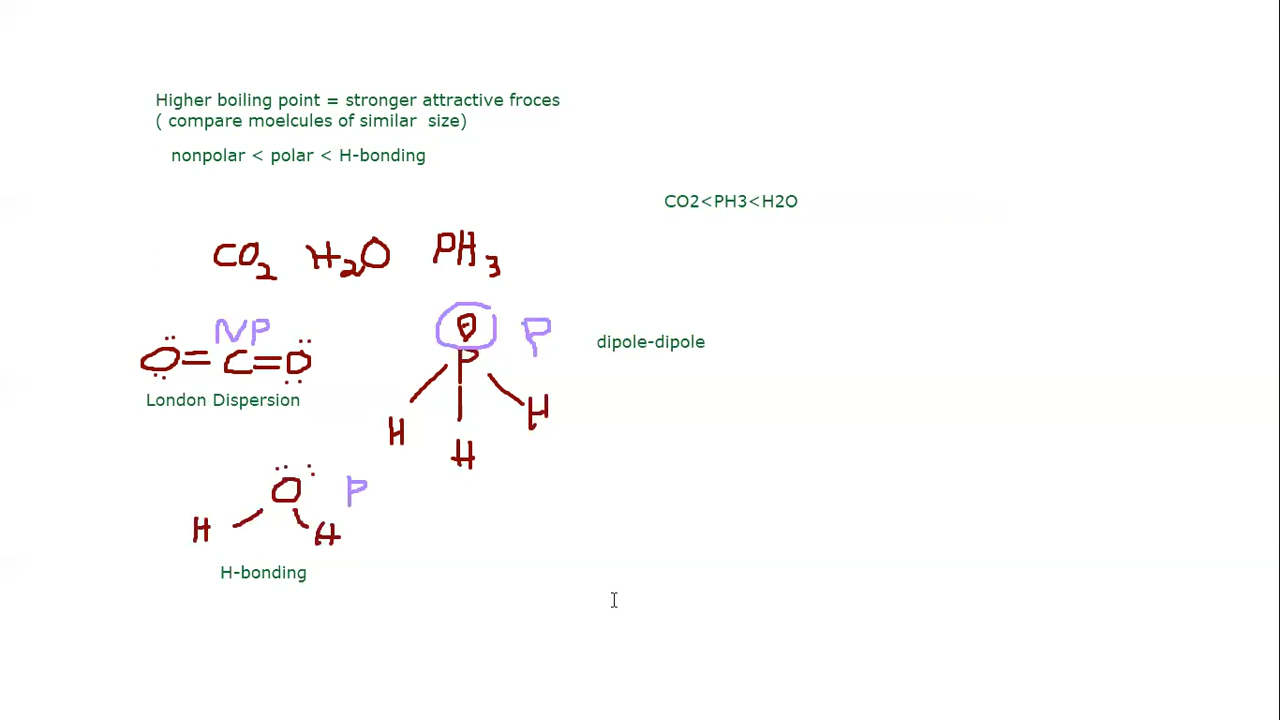 Higher boiling point = stronger attractive froces
( compare moelcules of similar size)
nonpolar < polar < H-bonding
CO2<PH3<H2O
CO2 H2O PH3
NP
O=C=O
London Dispersion
P
P
H
H
H
dipole-dipole
O
P
H
H
H-bonding